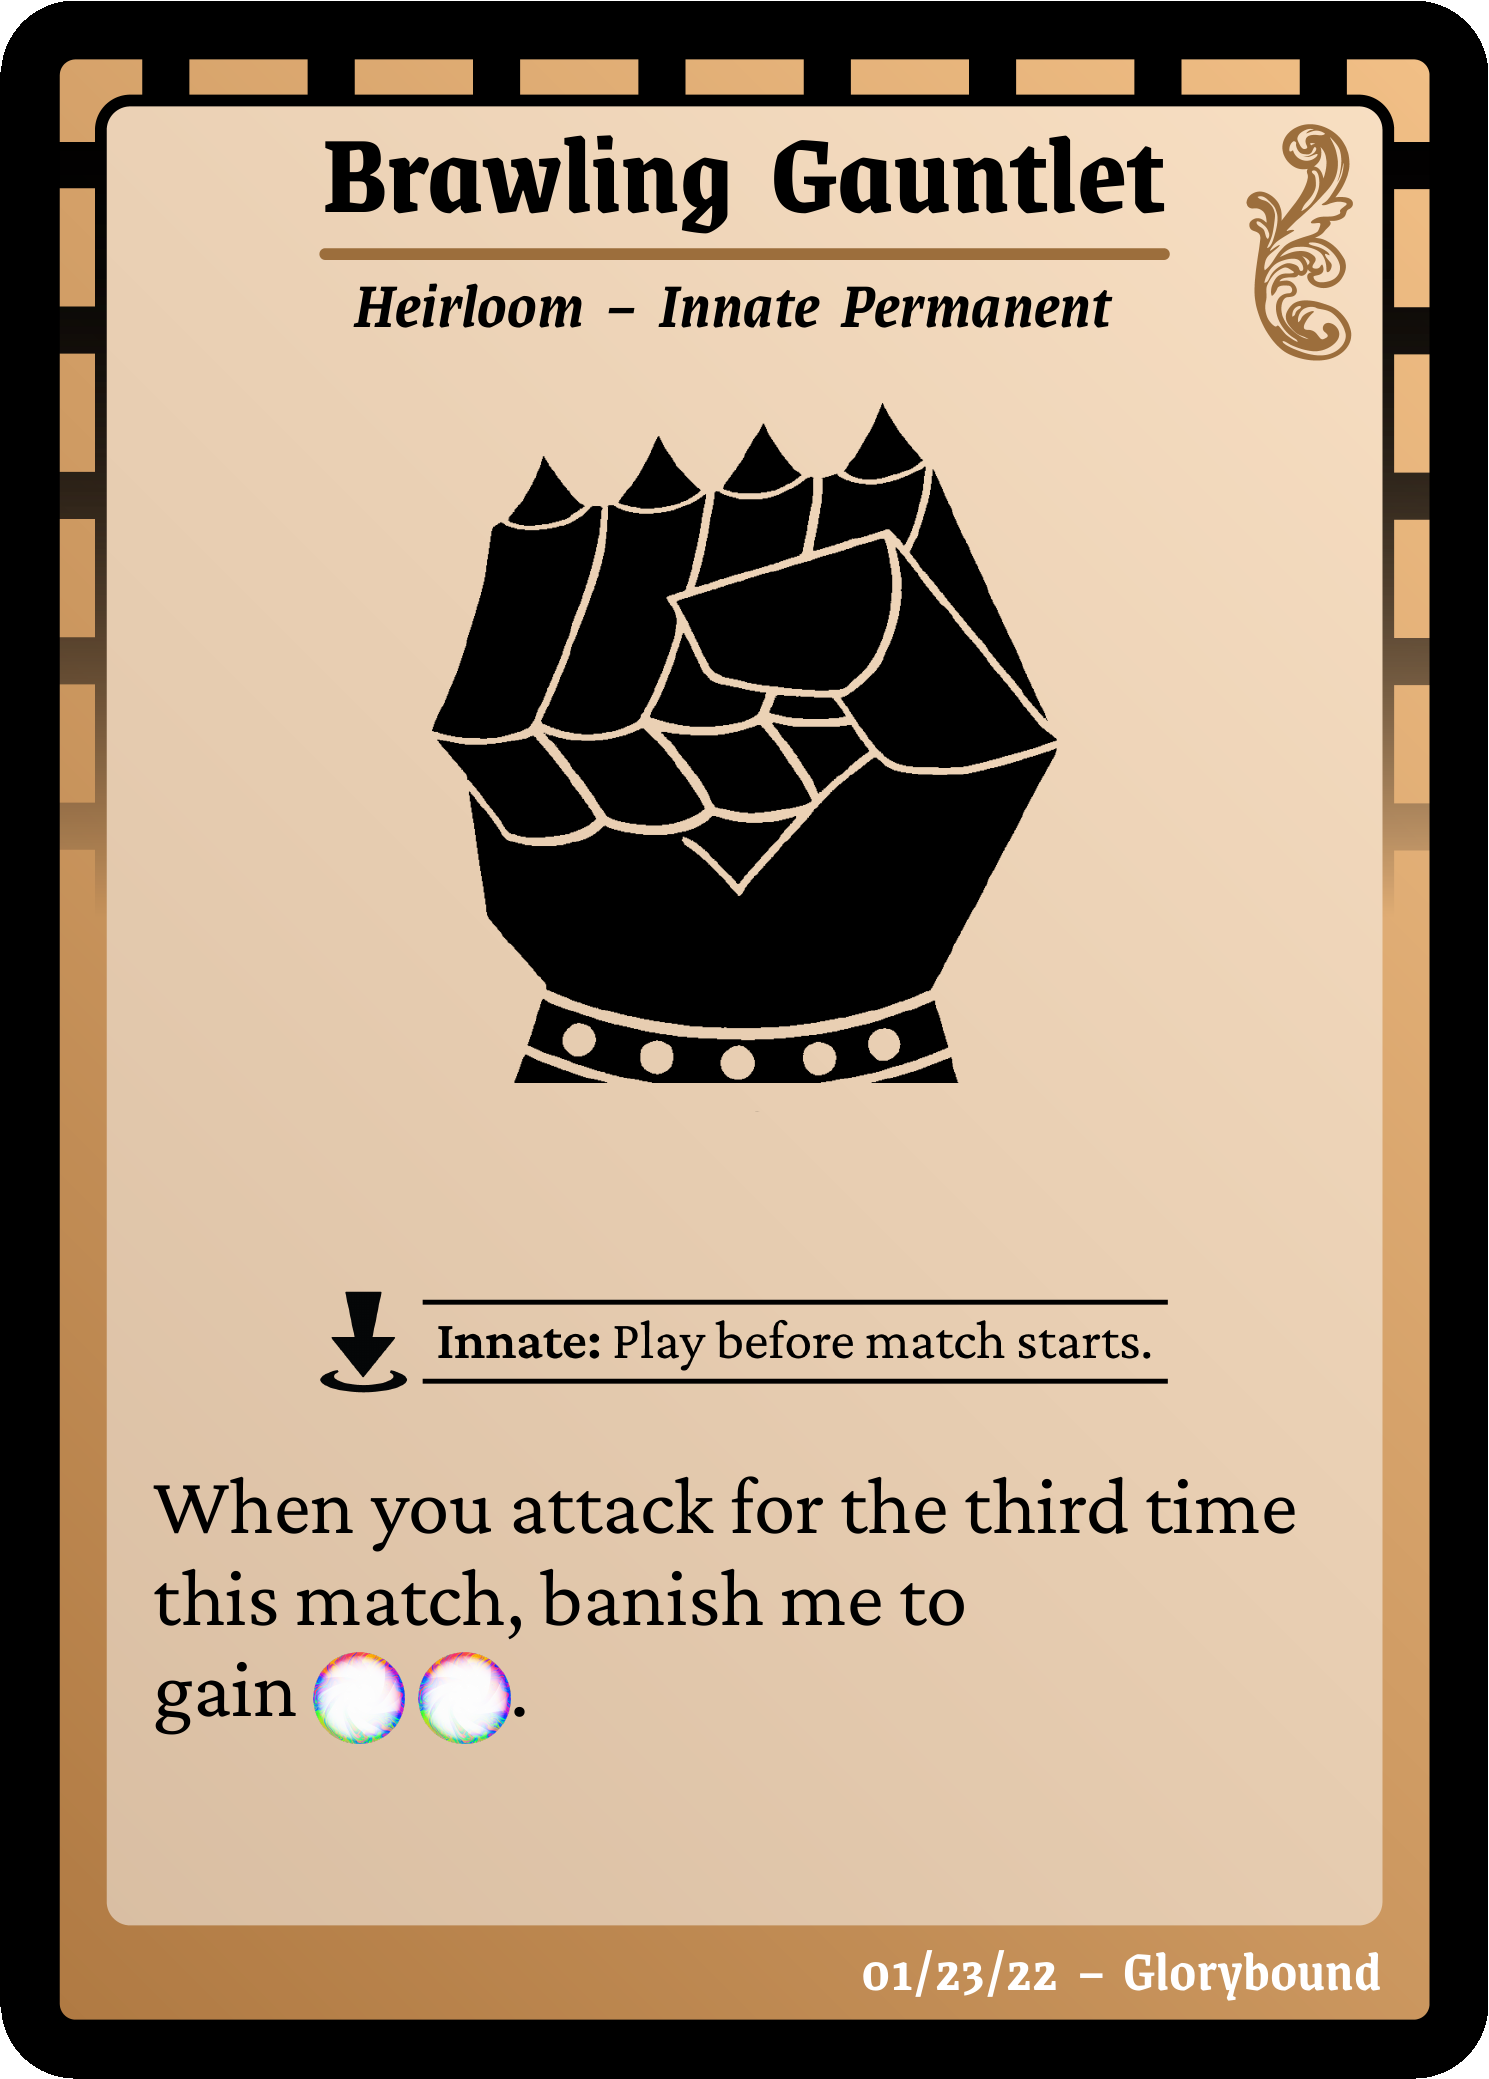 Brawling Gauntlet
Heirloom – Innate Permanent
Innate: Play before match starts.
When you attack for the third time
this match, banish me to
gain .
01/23/22 – Glorybound